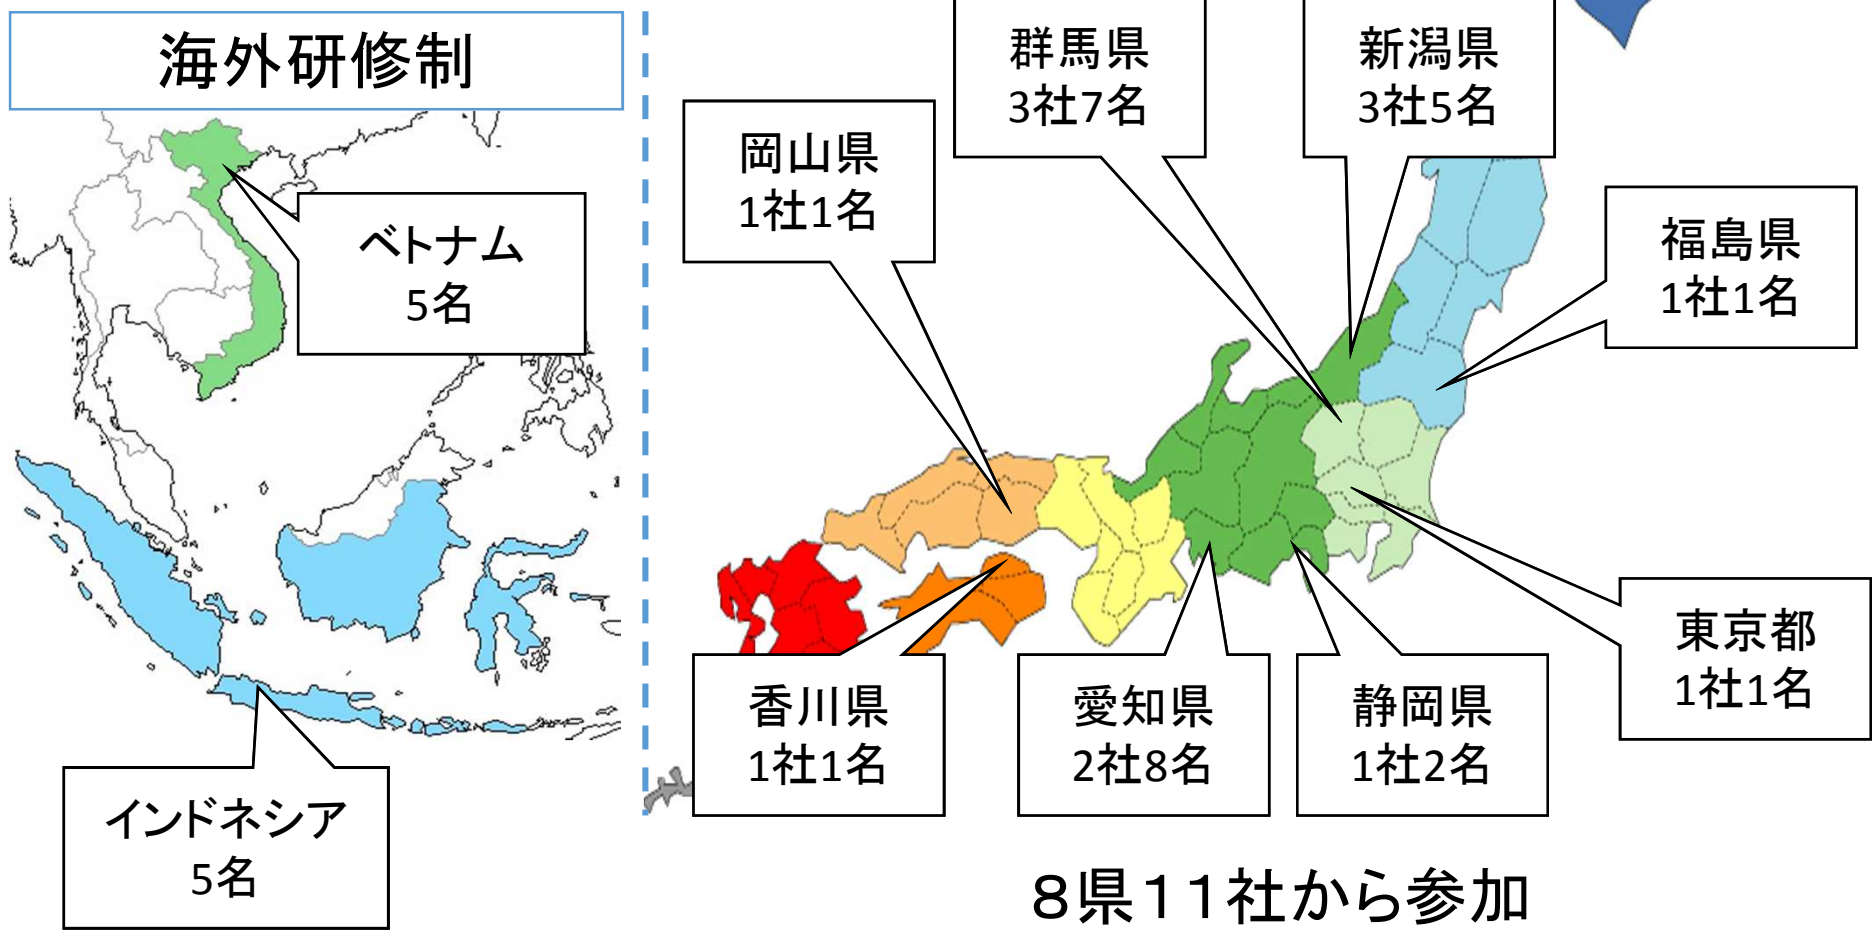 海外研修制
ベトナム
5名
インドネシア
5名
群馬県
3社7名
新潟県
3社5名
岡山県
1社1名
福島県
1社1名
東京都
1社1名
香川県
1社1名
愛知県
2社8名
静岡県
1社2名
８県１１社から参加